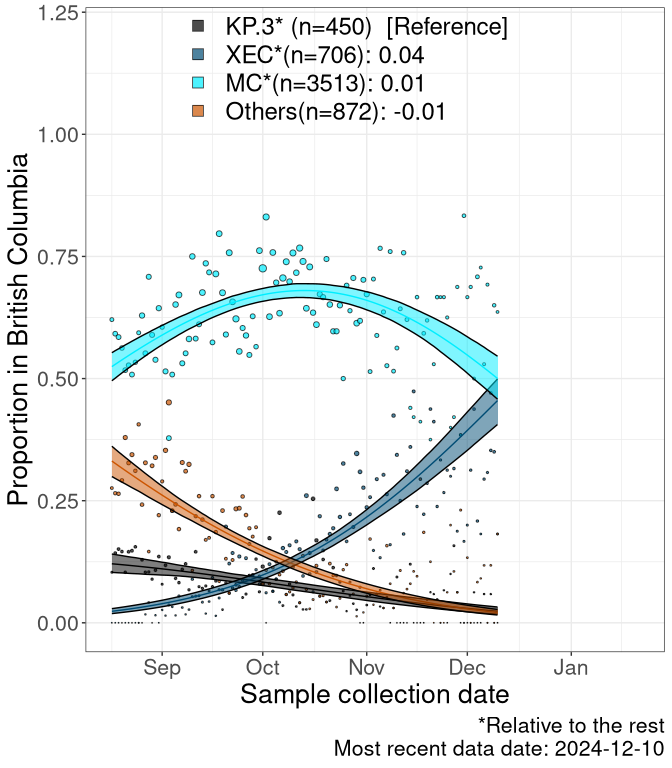 KP.3* (n=450)  [Reference]
XEC*(n=706): 0.04
MC*(n=3513): 0.01
Others(n=872): -0.01
1.25
1.00
0.75
0.50
0.25
0.00
Proportion in British Columbia
Sep Oct Nov Dec Jan
Sample collection date
*Relative to the rest
Most recent data date: 2024-12-10